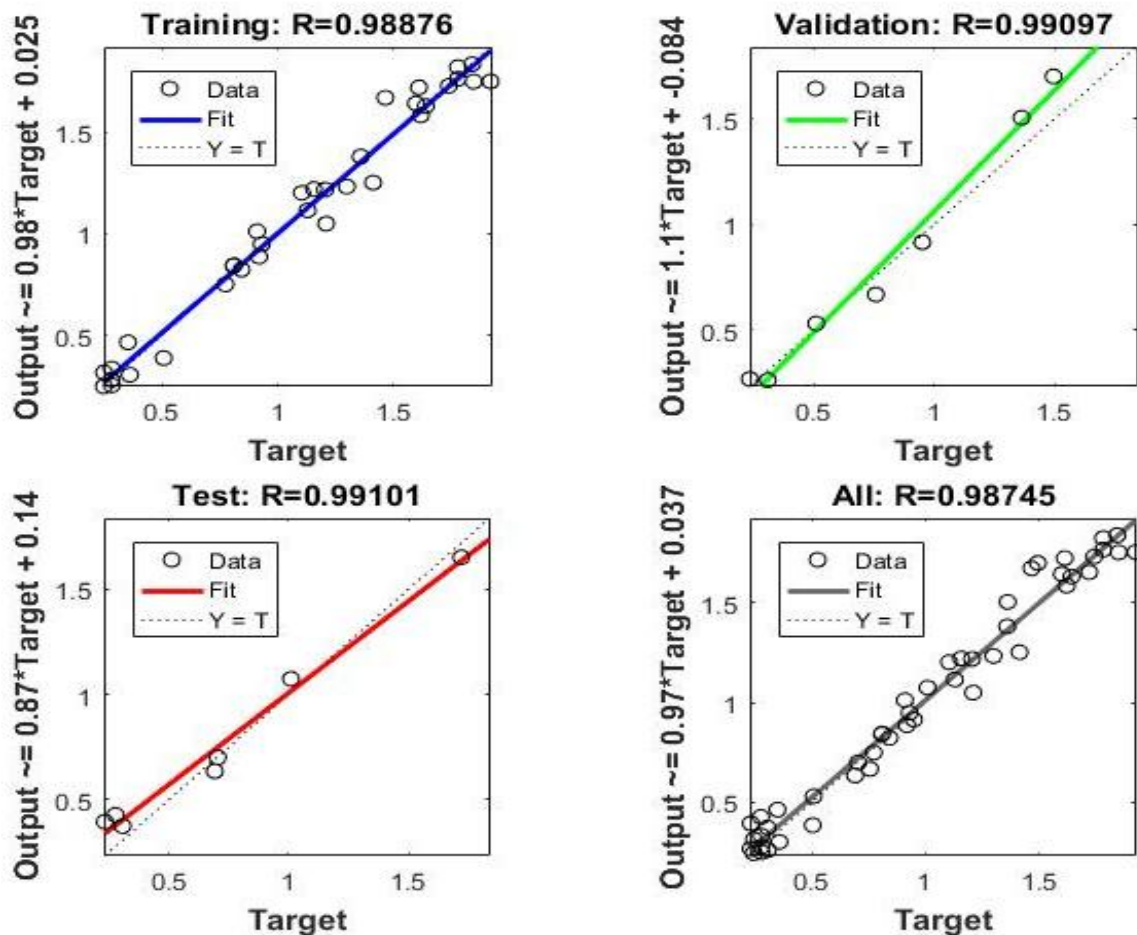 Training: R=0.98876
Output ~= 0.98*Target + 0.025
Data
Fit
Y = T
1.5
1
0.5
0.5
1
1.5
Target
Validation: R=0.99097
Output ~= 1.1*Target + -0.084
Data
Fit
Y = T
1.5
1
0.5
0.5
1
1.5
Target
Test: R=0.99101
Output ~= 0.87*Target + 0.14
Data
Fit
Y = T
1.5
1
0.5
0.5
1
1.5
Target
All: R=0.98745
Output ~= 0.97*Target + 0.037
Data
Fit
Y = T
1.5
1
0.5
0.5
1
1.5
Target